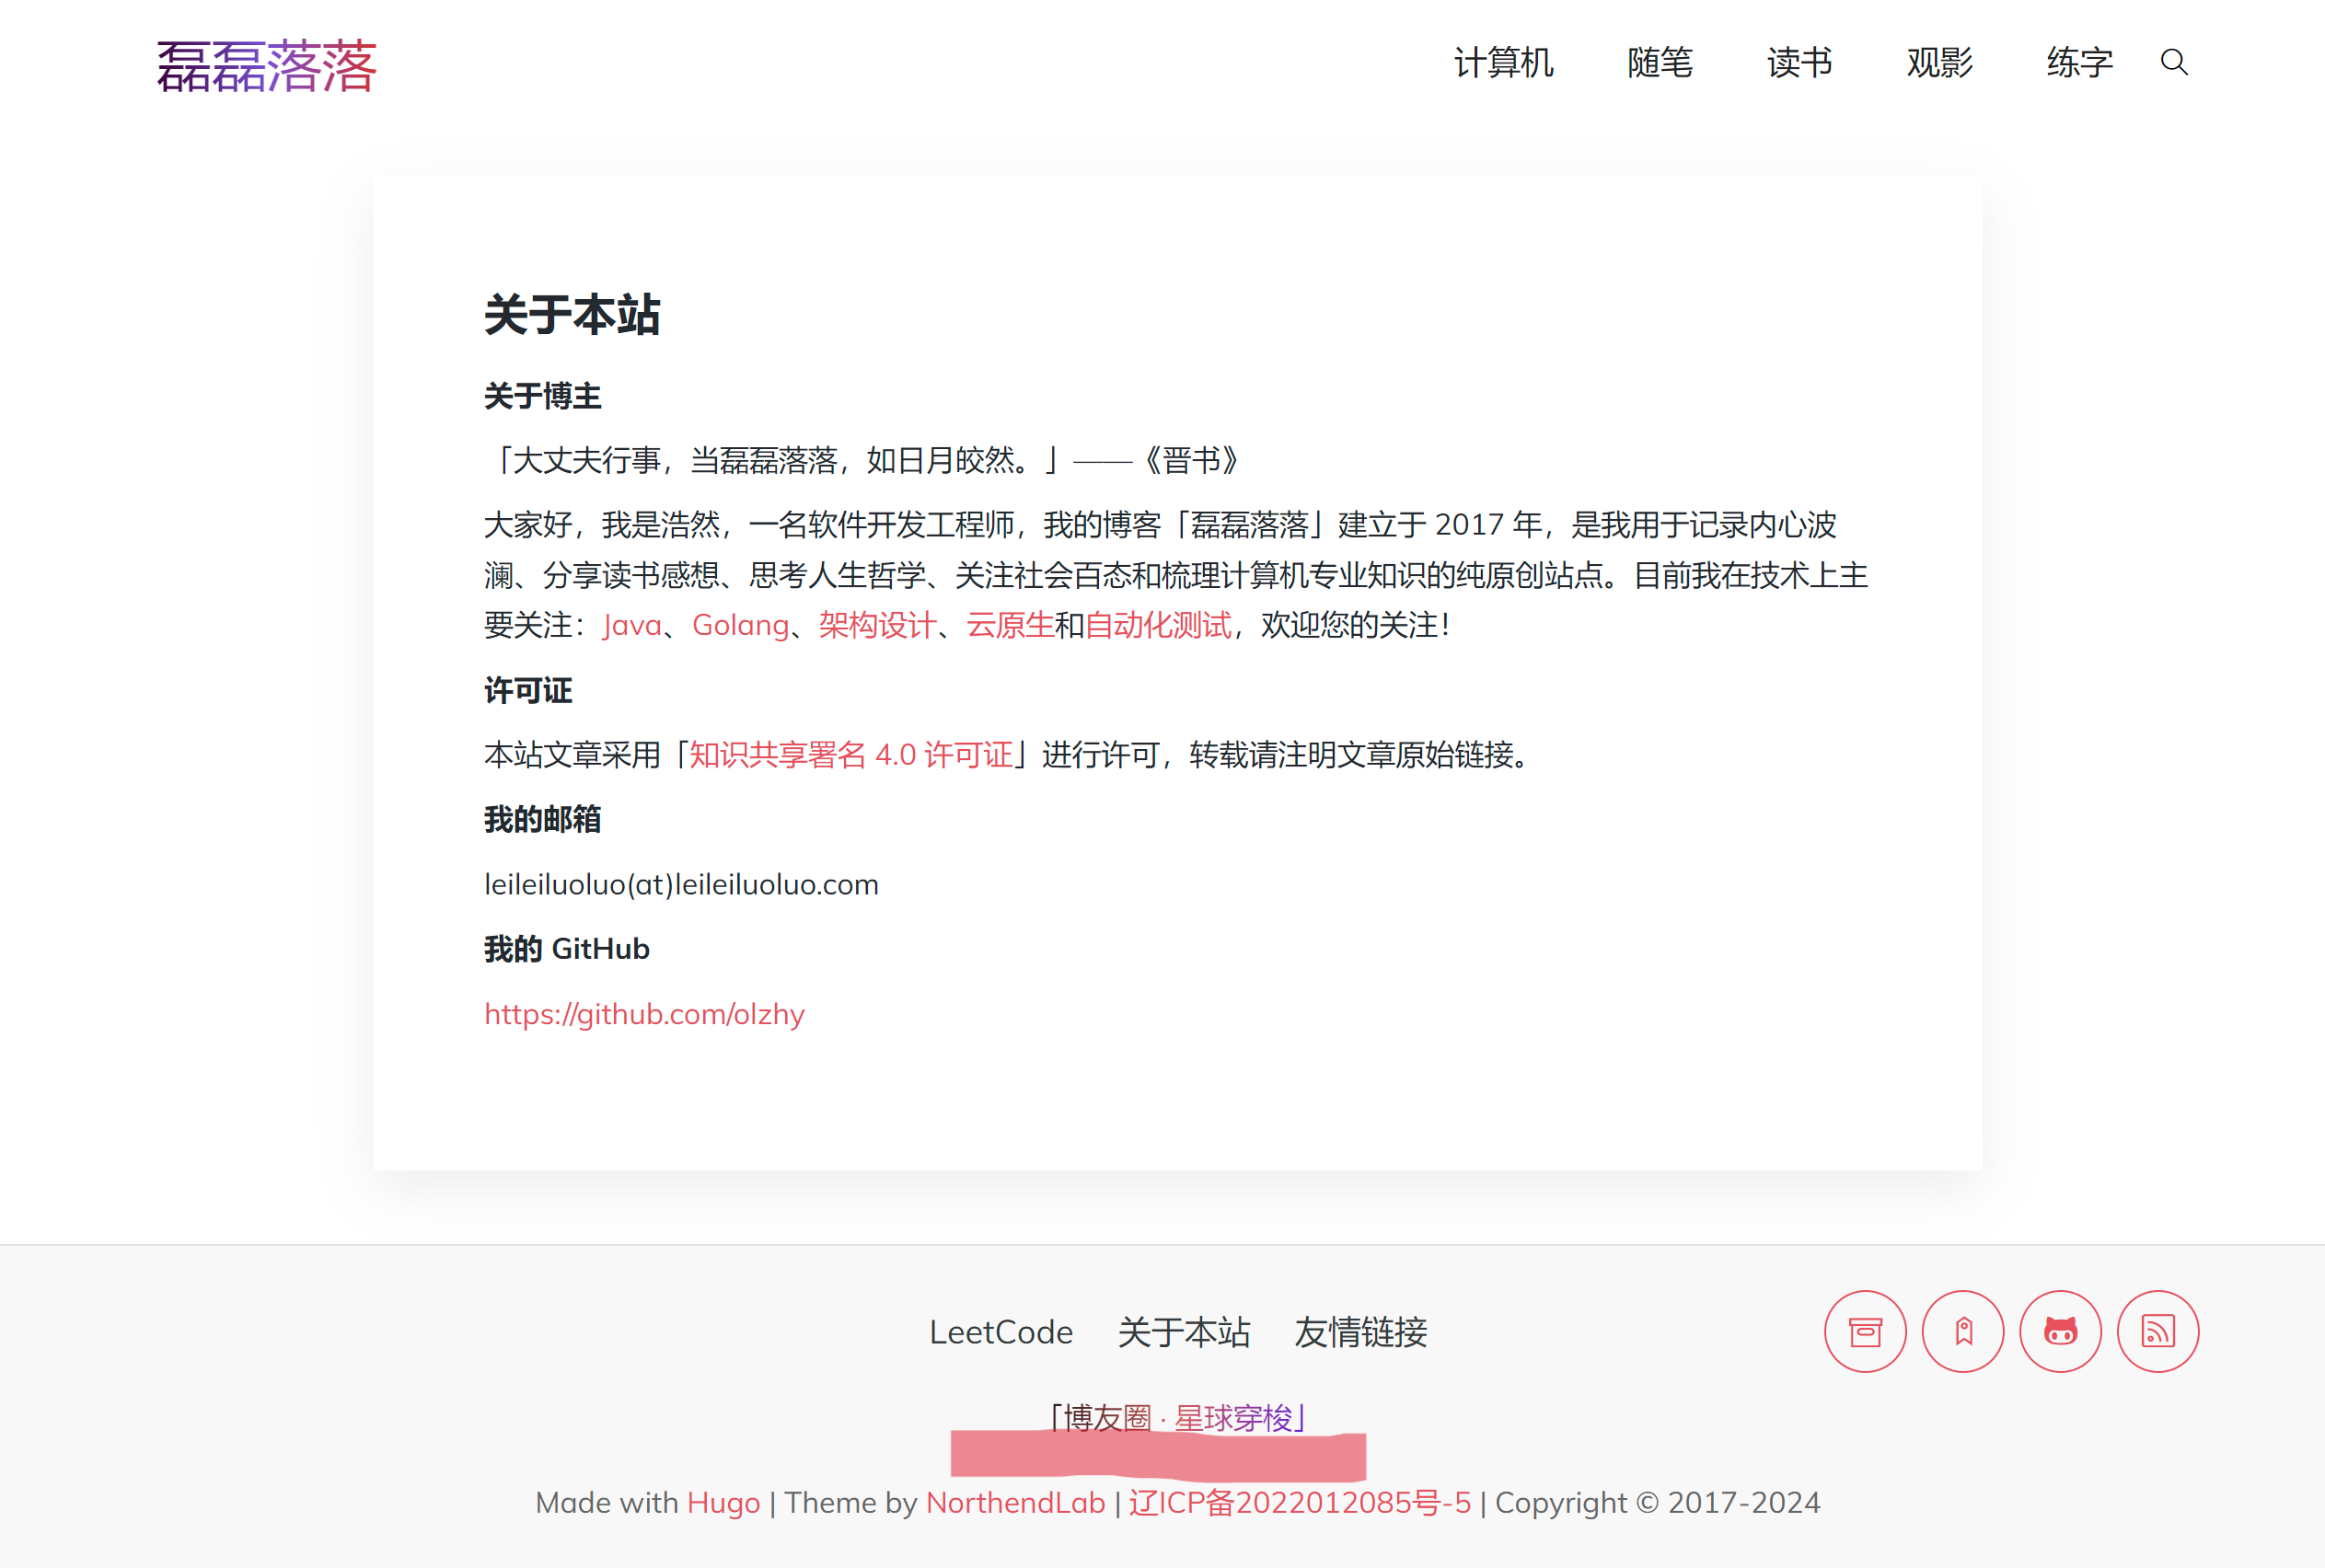 磊磊落落
计算机 随笔 读书 观影 练字
关于本站
关于博主
「大丈夫行事，当磊磊落落，如日月皎然。」——《晋书》
大家好，我是浩然，一名软件开发工程师，我的博客「磊磊落落」建立于 2017 年，是我用于记录内心波
澜、分享读书感想、思考人生哲学、关注社会百态和梳理计算机专业知识的纯原创站点。目前我在技术上主
要关注：Java、Golang、架构设计、云原生和自动化测试，欢迎您的关注！
许可证
本站文章采用「知识共享署名 4.0 许可证」进行许可，转载请注明文章原始链接。
我的邮箱
leileiluoluo(at)leileiluoluo.com
我的 GitHub
https://github.com/olzhy
LeetCode 关于本站 友情链接
「博友圈 · 星球穿梭」
Made with Hugo | Theme by NorthendLab | 辽ICP备2022012085号-5 | Copyright © 2017-2024